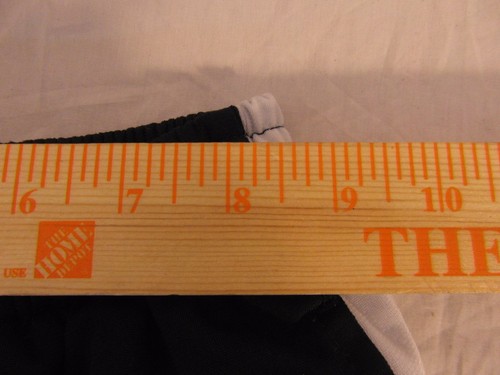 6 7 8 9 10
THE
HOME
DEPOT
USE
THE